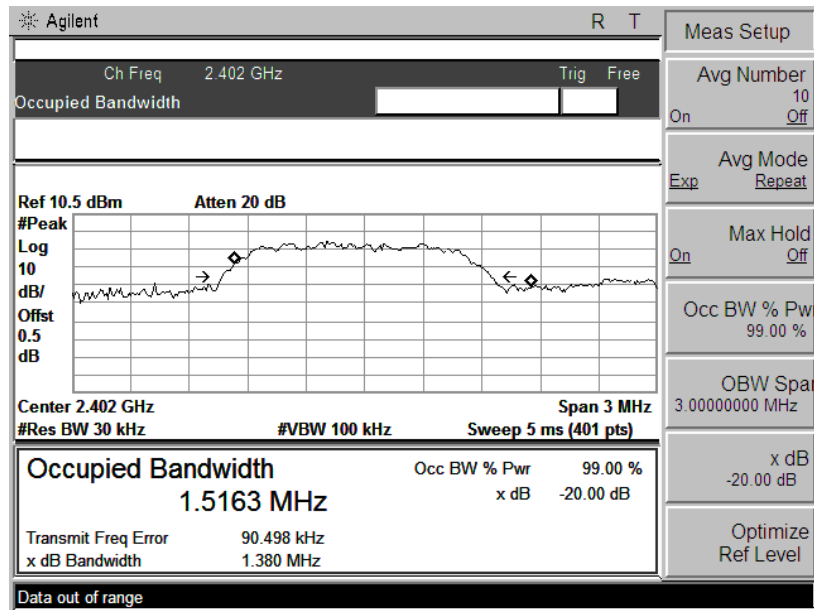 Agilent R T
Ch Freq 2.402 GHz Trig Free
Occupied Bandwidth
Ref 10.5 dBm Atten 20 dB
#Peak
Log
10
dB/
Offst
0.5
dB
Center 2.402 GHz Span 3 MHz
#Res BW 30 kHz #VBW 100 kHz Sweep 5 ms (401 pts)
Occupied Bandwidth Occ BW % Pwr 99.00 %
1.5163 MHz x dB -20.00 dB
Transmit Freq Error 90.498 kHz
x dB Bandwidth 1.380 MHz
Data out of range
Meas Setup
Avg Number
10
On Off
Avg Mode
Exp Repeat
Max Hold
On Off
Occ BW % Pwr
99.00 %
OBW Span
3.00000000 MHz
x dB
-20.00 dB
Optimize
Ref Level